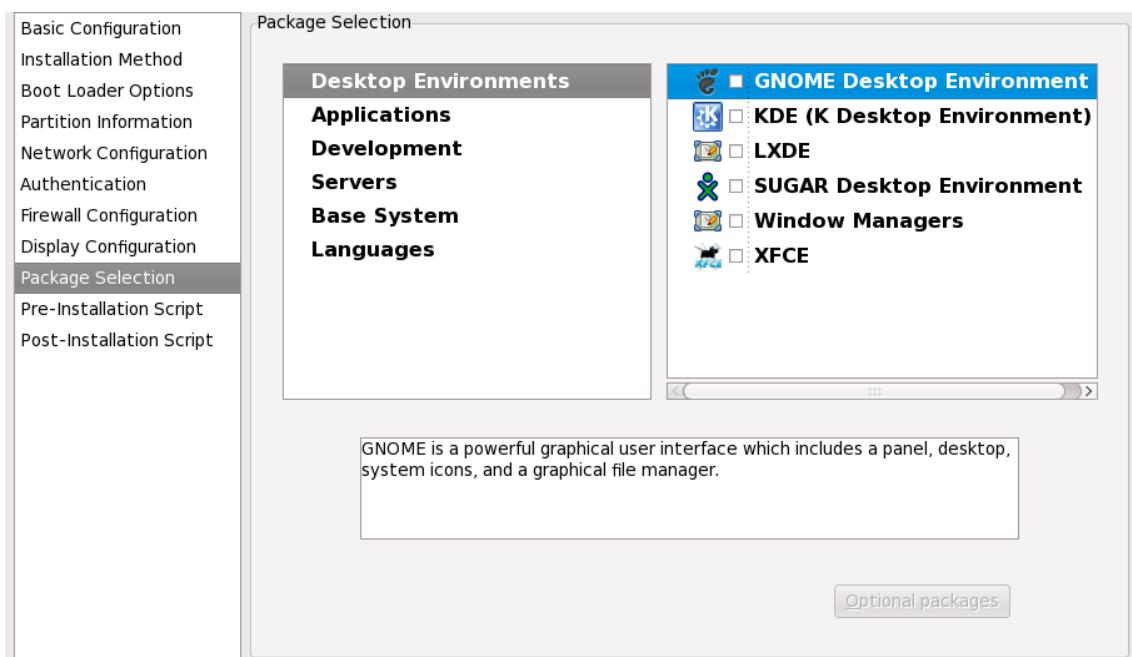 Basic Configuration
Installation Method
Boot Loader Options
Partition Information
Network Configuration
Authentication
Firewall Configuration
Display Configuration
Package Selection
Pre-Installation Script
Post-Installation Script
Package Selection
Desktop Environments
Applications
Development
Servers
Base System
Languages
GNOME Desktop Environment
KDE (K Desktop Environment)
LXDE
SUGAR Desktop Environment
Window Managers
XFCE
GNOME is a powerful graphical user interface which includes a panel, desktop,
system icons, and a graphical file manager.
Optional packages